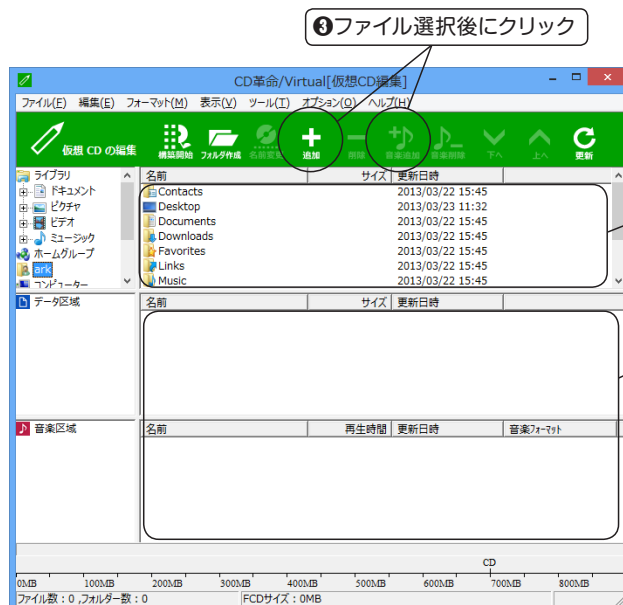 ❸ファイル選択後にクリック
CD革命/Virtual[仮想CD編集]
ファイル(F) 編集(E) フォーマット(M) 表示(V) ツール(T) オプション(O) ヘルプ(H)
仮想 CD の編集 構築開始 フォルダ作成 名前変更 追加 削除 音楽追加 音楽削除 下へ 上へ 更新
ライブラリ
ドキュメント
ピクチャ
ビデオ
ミュージック
ホームグループ
ark
コンピューター
名前 サイズ 更新日時
Contacts 2013/03/22 15:45
Desktop 2013/03/23 11:32
Documents 2013/03/22 15:45
Downloads 2013/03/22 15:45
Favorites 2013/03/22 15:45
Links 2013/03/22 15:45
Music 2013/03/22 15:45
データ区域 名前 サイズ 更新日時
音楽区域 名前 再生時間 更新日時 音楽フォーマット
CD
0MB 100MB 200MB 300MB 400MB 500MB 600MB 700MB 800MB
ファイル数：0 ,フォルダー数：0 FCDサイズ：0MB